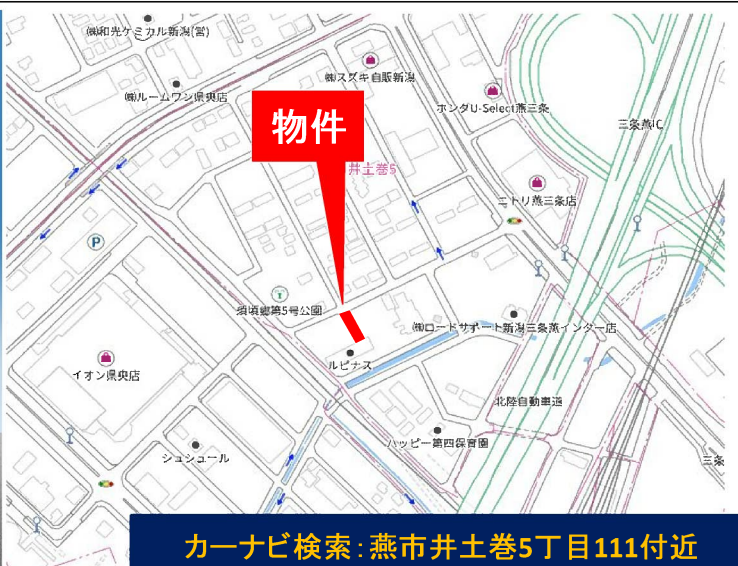 ㈱和光ケミカル新潟(営)
㈱スズキ自販新潟
㈱ルームワン県央店
ホンダU-Select燕三条
三条燕IC
物件
井土巻5
ニトリ燕三条店
P
須頃郷第5号公園
㈱ロードサポート新潟三条燕インター店
ルピナス
イオン県央店
北陸自動車道
ハッピー第四保育園
シュシュール
三条
カーナビ検索：燕市井土巻5丁目111付近